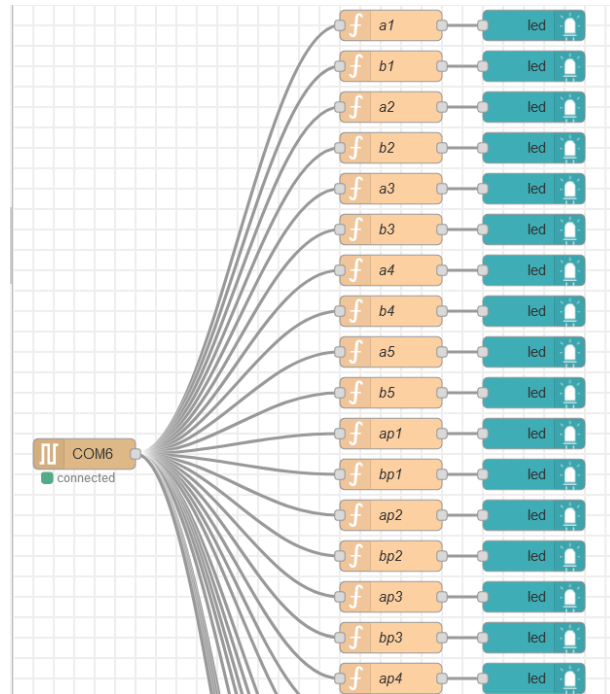 a1 led
b1 led
a2 led
b2 led
a3 led
b3 led
a4 led
b4 led
a5 led
b5 led
ap1 led
COM6
connected
bp1 led
ap2 led
bp2 led
ap3 led
bp3 led
ap4 led